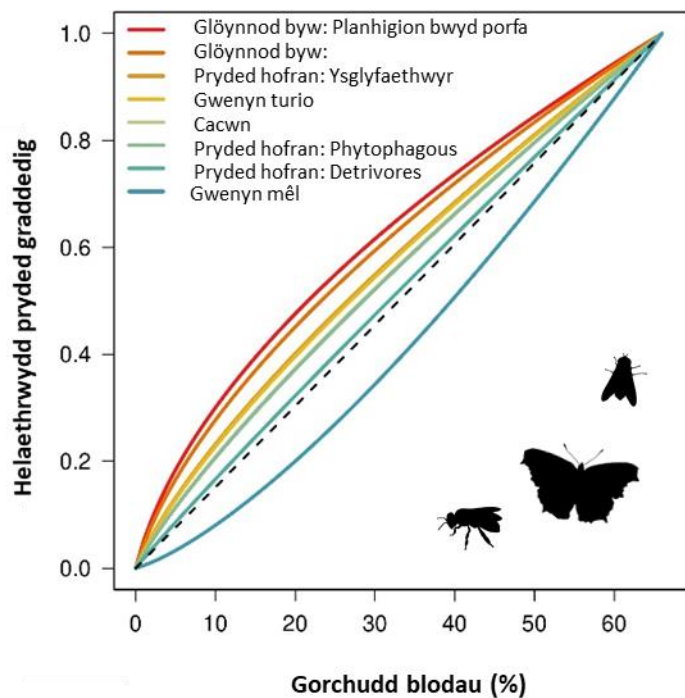 Glöynnod byw: Planhigion bwyd porfa
Glöynnod byw:
Pryded hofran: Ysglyfaethwyr
Gwenyn turio
Cacwn
Pryded hofran: Phytophagous
Pryded hofran: Detrivores
Gwenyn mêl
Helaethrwydd pryded graddedig
1.0
0.8
0.6
0.4
0.2
0.0
0 10 20 30 40 50 60
Gorchudd blodau (%)